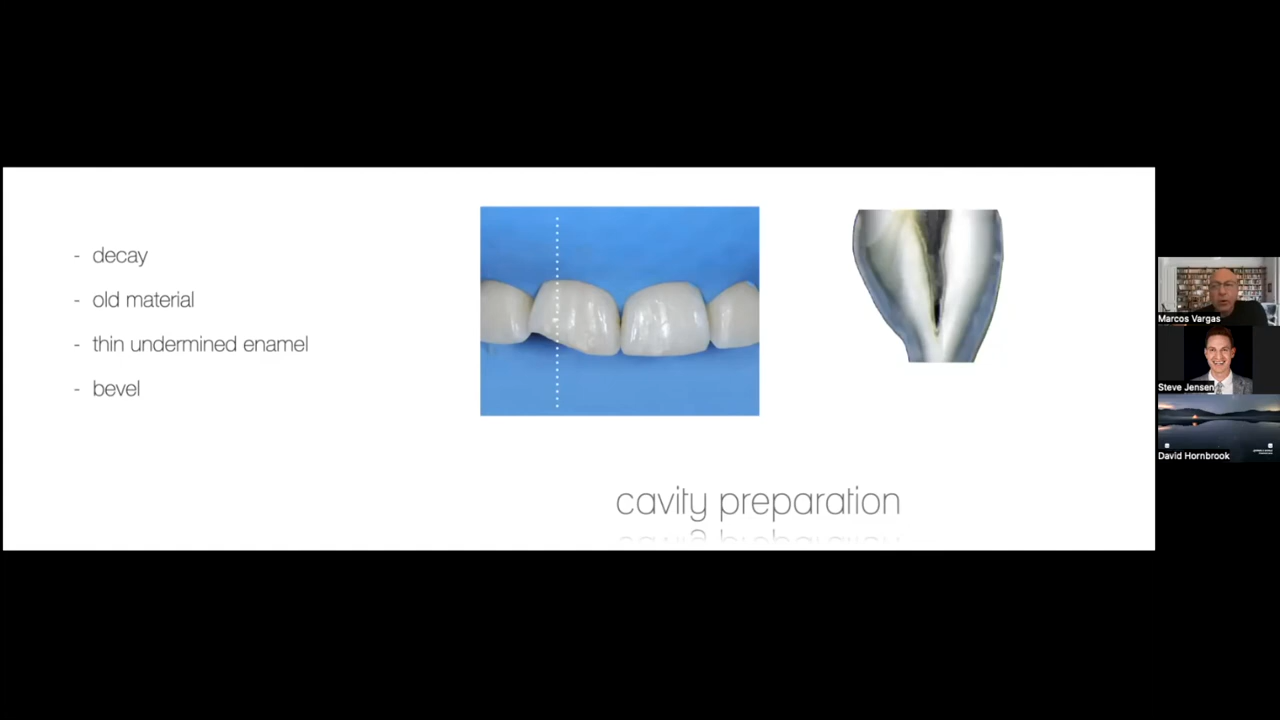 - decay
- old material
- thin undermined enamel
- bevel
cavity preparation
Marcos Vargas
Steve Jensen
David Hornbrook